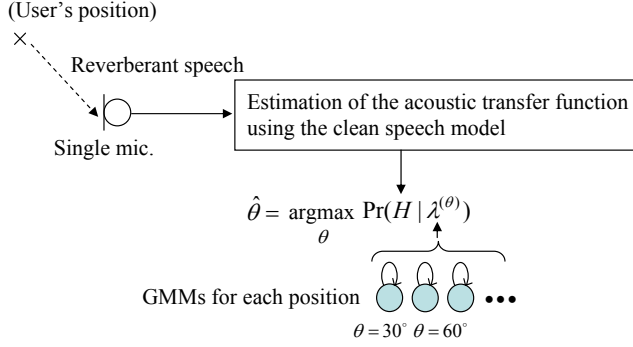 (User's position)
×
Reverberant speech
Estimation of the acoustic transfer function
using the clean speech model
Single mic.
θ̂ = argmax Pr(H | λ^(θ))
θ
GMMs for each position
•••
θ = 30° θ = 60°